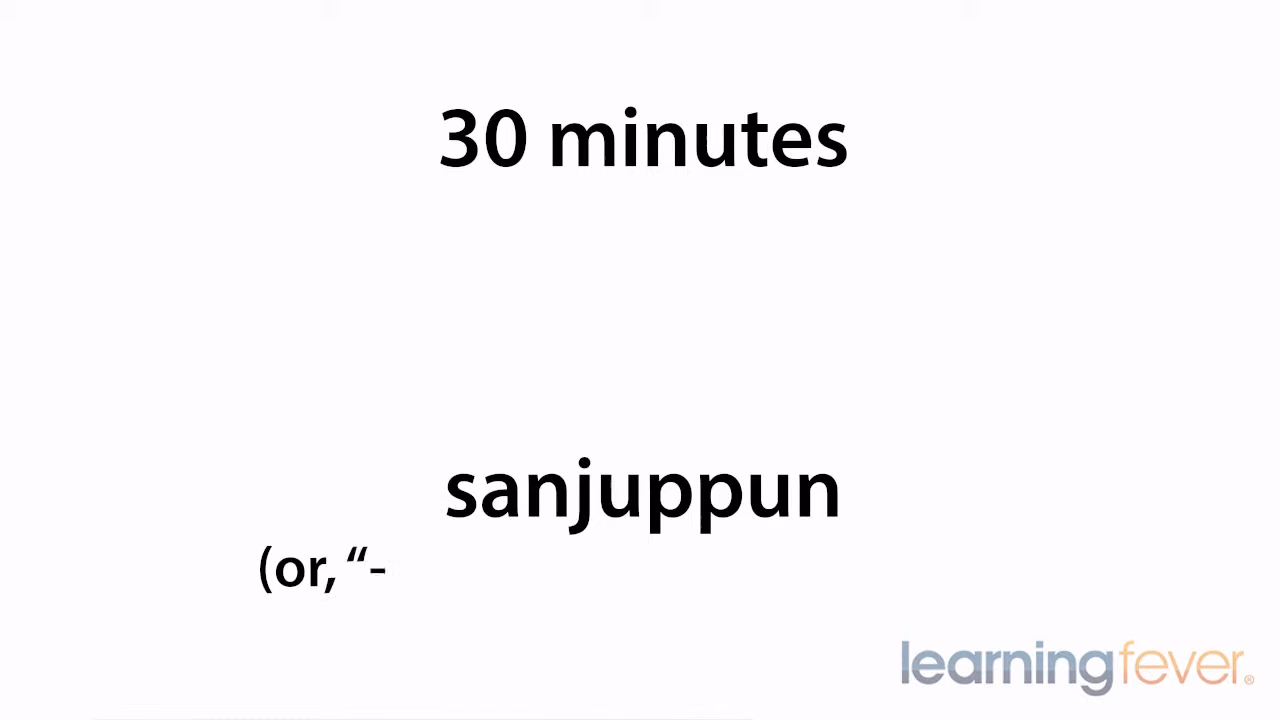 30 minutes
sanjuppun
(or, “-
learningfever®